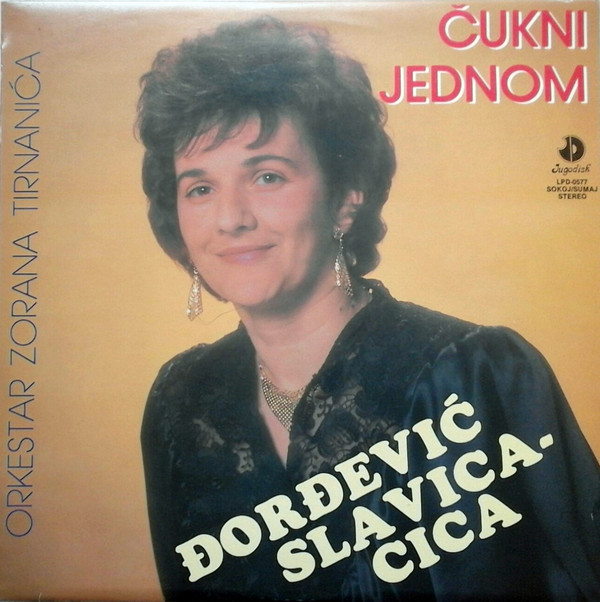 ČUKNI
JEDNOM
Jugodisk
LPD-0577
SOKOJ/SUMAJ
STEREO
ORKESTAR ZORANA TIRNANIĆA
ĐORĐEVIĆ
SLAVICA-
CICA